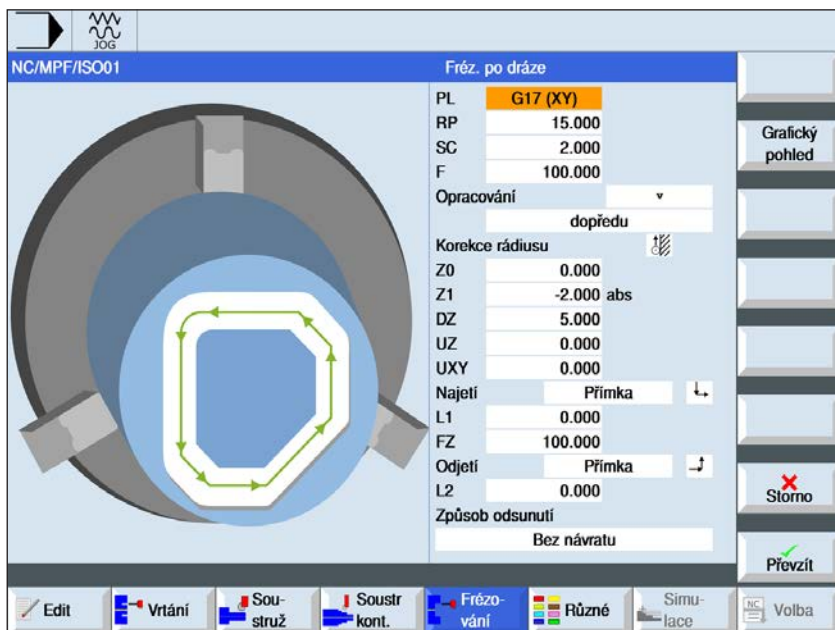 JOG
NC/MPF/ISO01
Fréz. po dráze
PL G17 (XY)
RP 15.000
SC 2.000
F 100.000
Opracování ▿
dopředu
Korekce rádiusu
Z0 0.000
Z1 -2.000 abs
DZ 5.000
UZ 0.000
UXY 0.000
Najetí Přímka
L1 0.000
FZ 100.000
Odjetí Přímka
L2 0.000
Způsob odsunutí
Bez návratu
Grafický
pohled
Storno
Převzít
Edit
Vrtání
Sou-
struž
Soustr
kont.
Frézo-
vání
Různé
Simu-
lace
NC
Volba